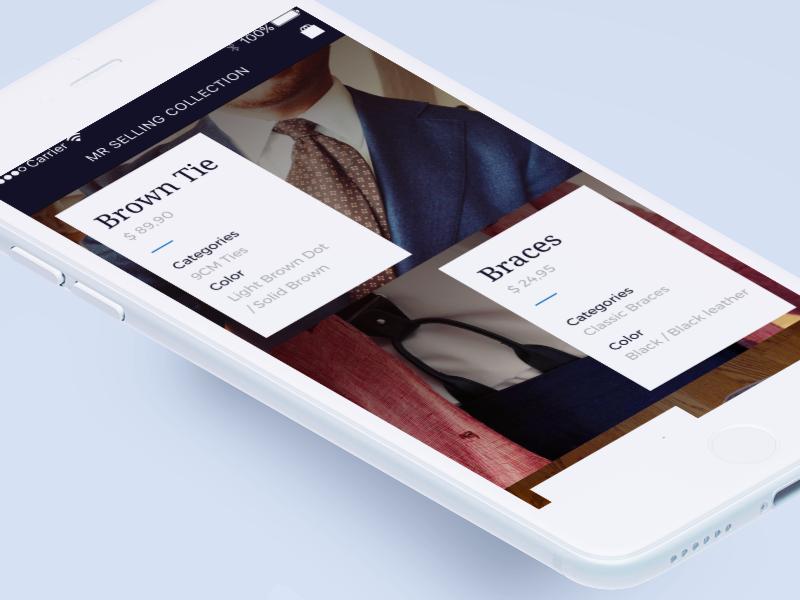 Carrier
100%
MR SELLING COLLECTION
Brown Tie
$ 89,90
Categories
9CM Ties
Color
Light Brown Dot
/ Solid Brown
Braces
$ 24,95
Categories
Classic Braces
Color
Black / Black leather